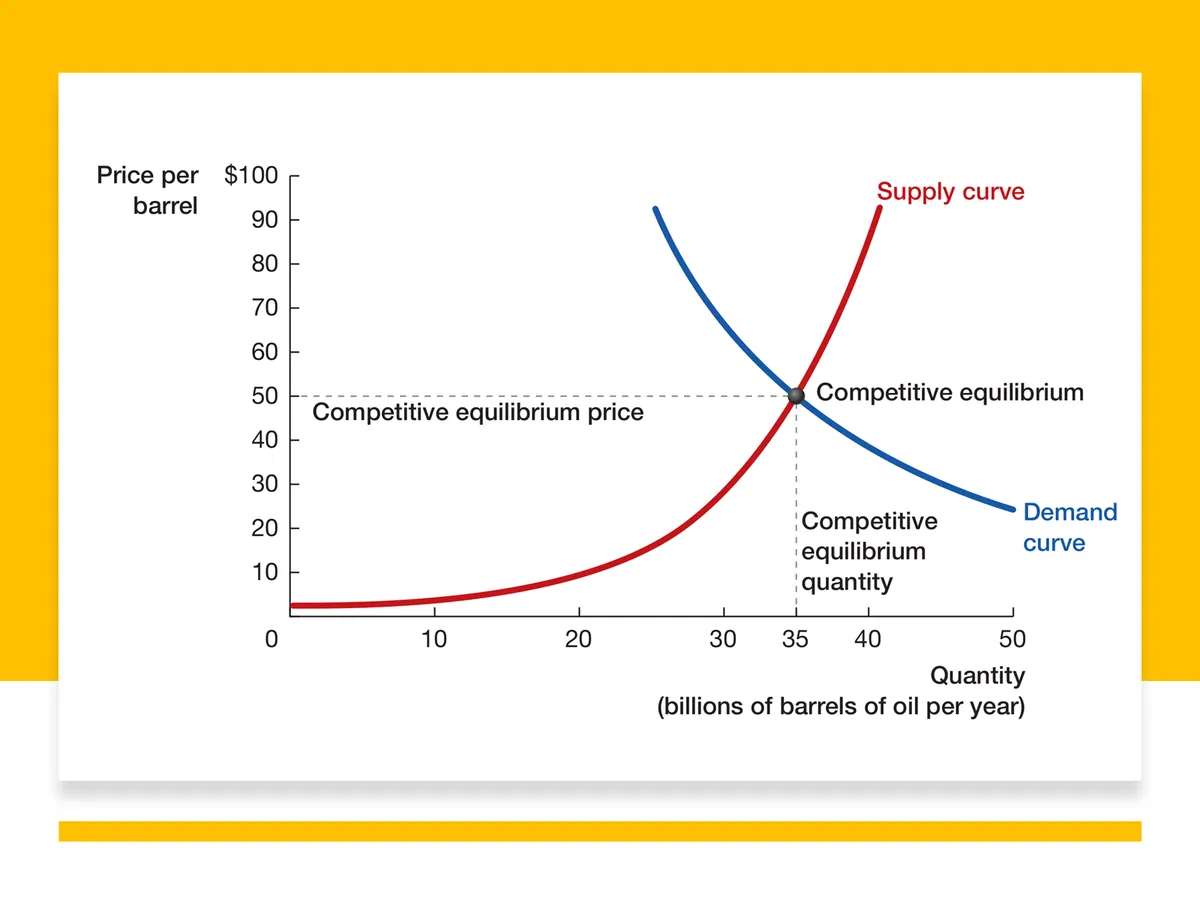 Price per
barrel
$100
90
80
70
60
50
40
30
20
10
0
10
20
30
35
40
50
Supply curve
Competitive equilibrium
Competitive equilibrium price
Competitive
equilibrium
quantity
Demand
curve
Quantity
(billions of barrels of oil per year)